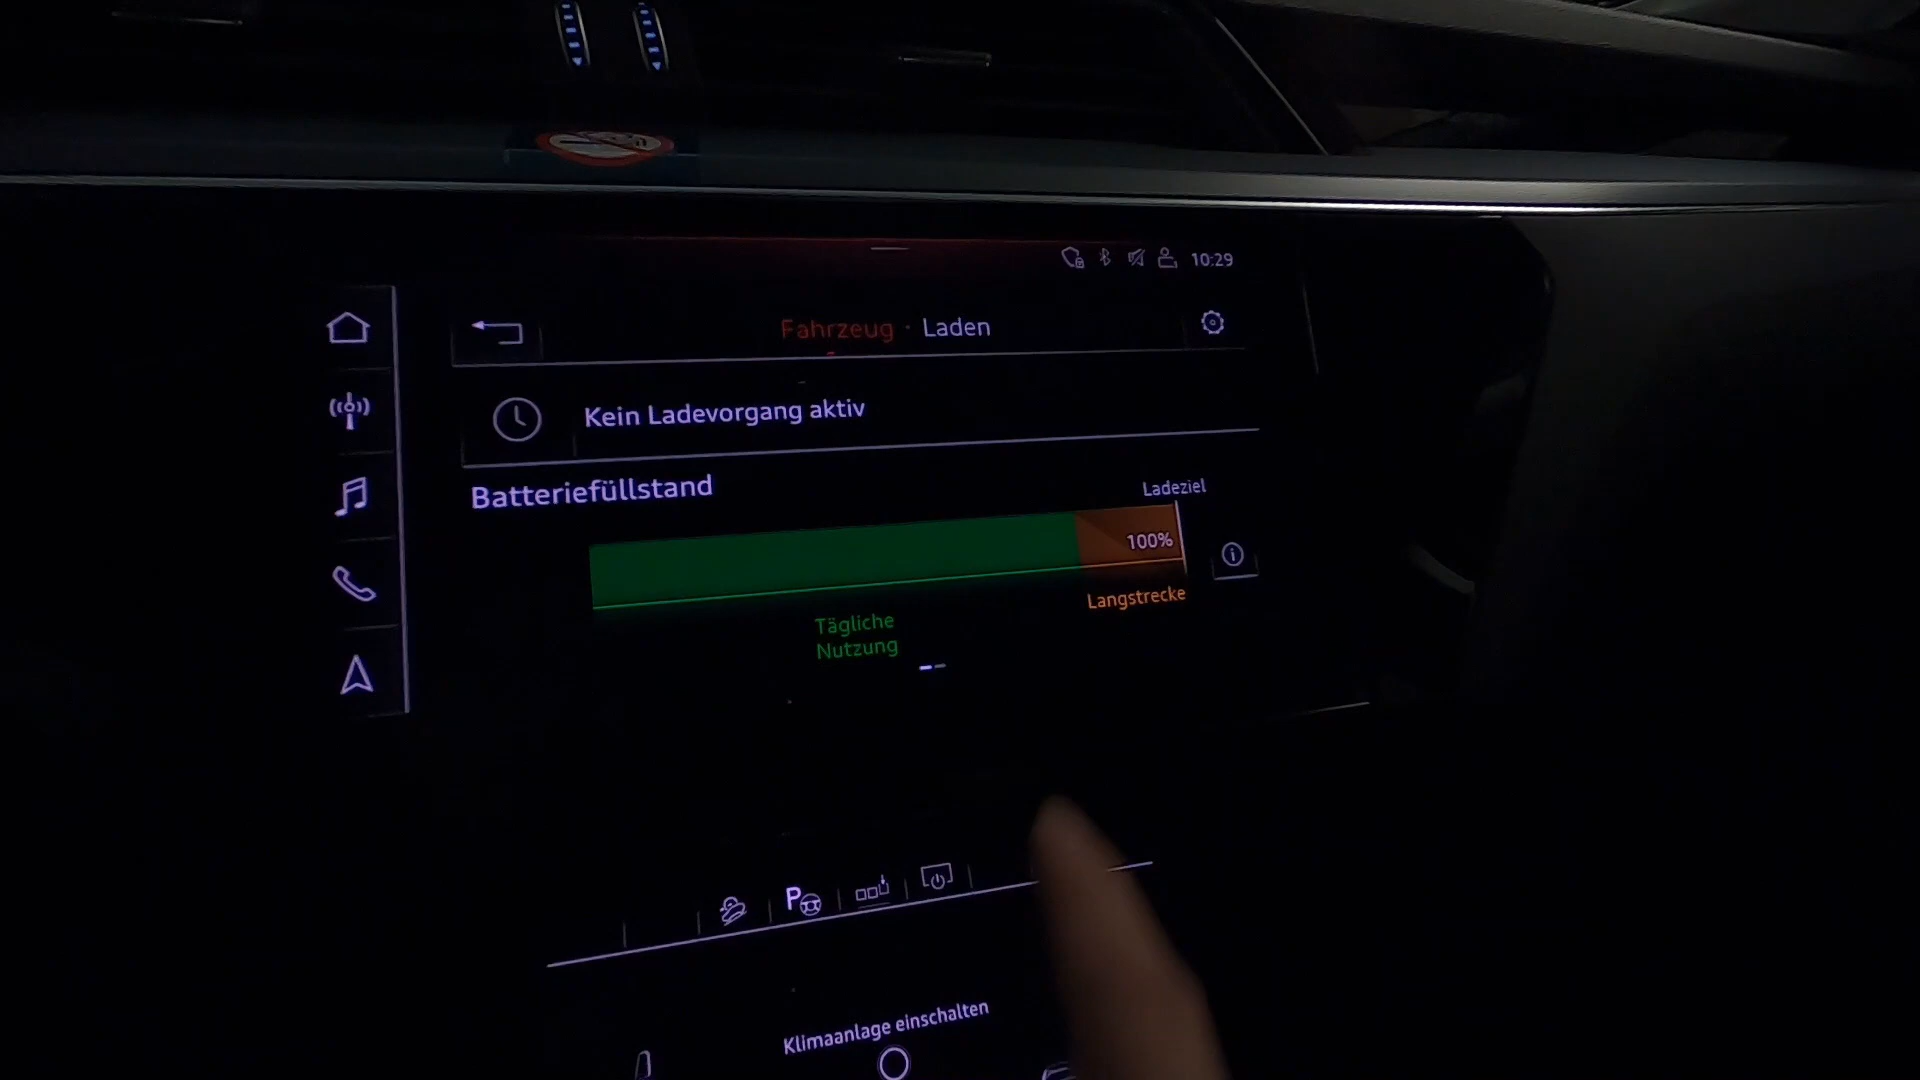 10:29
Fahrzeug · Laden
Kein Ladevorgang aktiv
Batteriefüllstand
Ladeziel
100%
Langstrecke
Tägliche
Nutzung
P
Klimaanlage einschalten